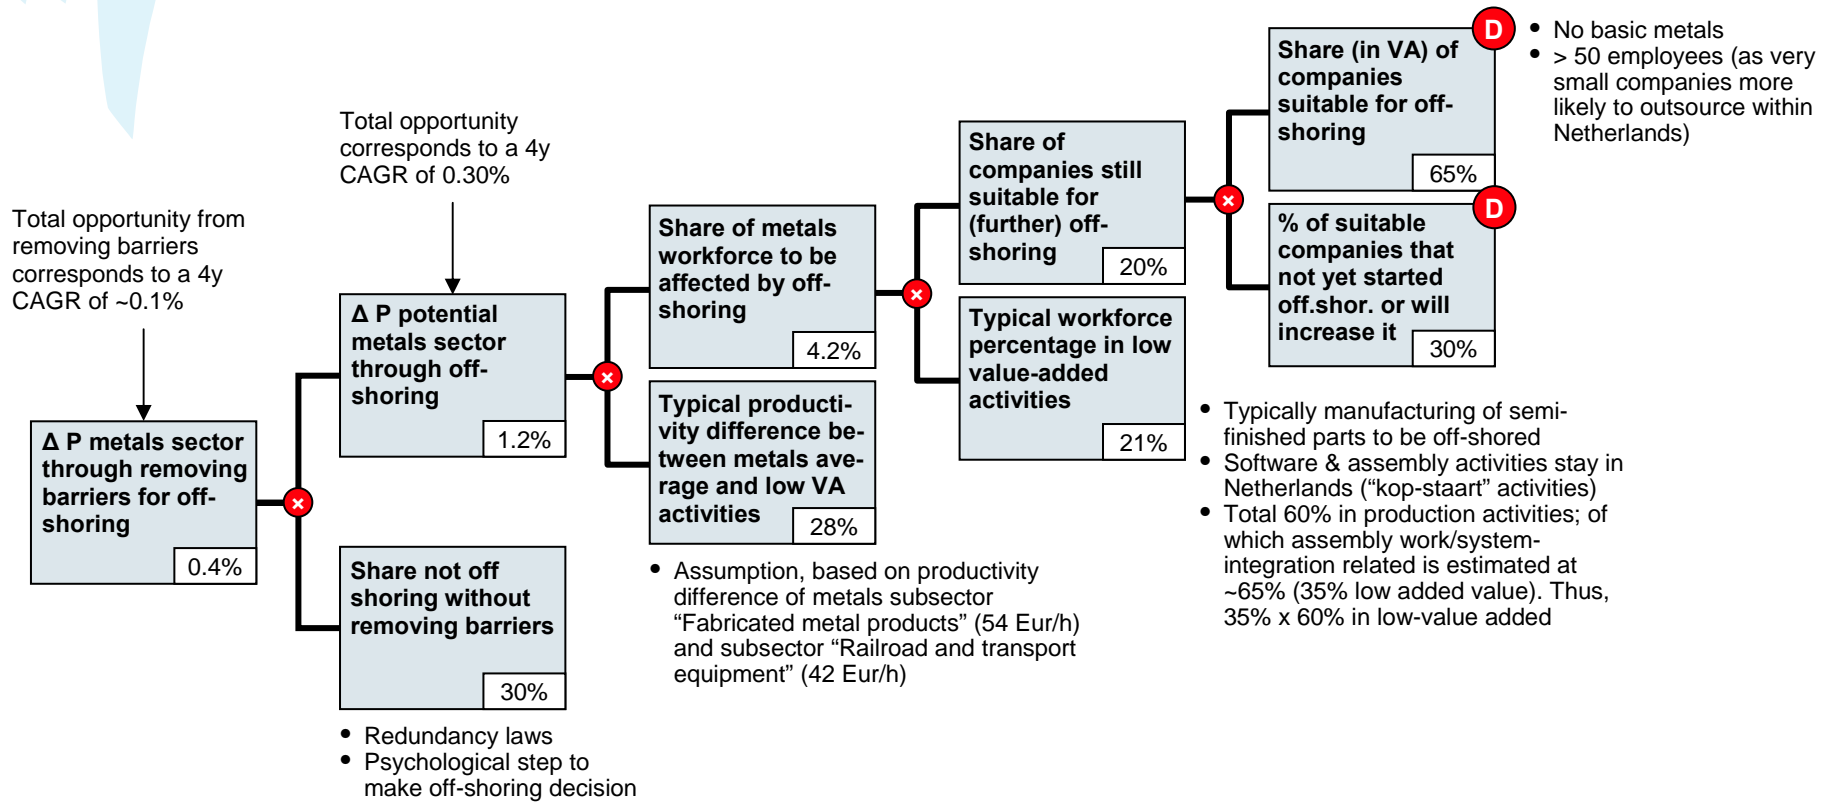 Total opportunity from
removing barriers
corresponds to a 4y
CAGR of ~0.1%
Δ P metals sector
through removing
barriers for off-
shoring
0.4%
×
Total opportunity
corresponds to a 4y
CAGR of 0.30%
Δ P potential
metals sector
through off-
shoring
1.2%
Share not off
shoring without
removing barriers
30%
• Redundancy laws
• Psychological step to
make off-shoring decision
×
Share of metals
workforce to be
affected by off-
shoring
4.2%
Typical producti-
vity difference be-
tween metals ave-
rage and low VA
activities
28%
• Assumption, based on productivity
difference of metals subsector
“Fabricated metal products” (54 Eur/h)
and subsector “Railroad and transport
equipment” (42 Eur/h)
×
Share of
companies still
suitable for
(further) off-
shoring
20%
Typical workforce
percentage in low
value-added
activities
21%
×
D
Share (in VA) of
companies
suitable for off-
shoring
65%
• No basic metals
• > 50 employees (as very
small companies more
likely to outsource within
Netherlands)
D
% of suitable
companies that
not yet started
off.shor. or will
increase it
30%
• Typically manufacturing of semi-
finished parts to be off-shored
• Software & assembly activities stay in
Netherlands (“kop-staart” activities)
• Total 60% in production activities; of
which assembly work/system-
integration related is estimated at
~65% (35% low added value). Thus,
35% x 60% in low-value added